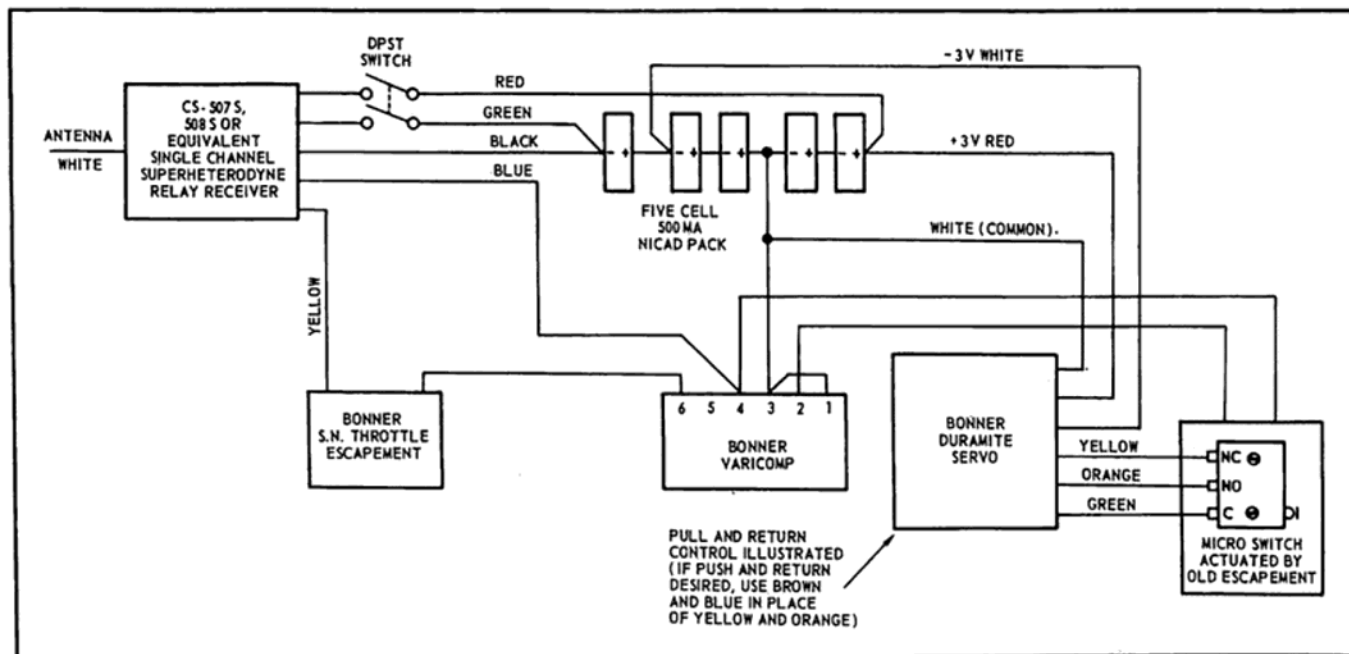 DPST
SWITCH
RED
GREEN
BLACK
BLUE
ANTENNA
WHITE
CS-507S,
508S OR
EQUIVALENT
SINGLE CHANNEL
SUPERHETERODYNE
RELAY RECEIVER
-3V WHITE
+3V RED
- +
- +
- +
- +
- +
FIVE CELL
500MA
NICAD PACK
WHITE (COMMON).
YELLOW
BONNER
S.N. THROTTLE
ESCAPEMENT
6 5 4 3 2 1
BONNER
VARICOMP
BONNER
DURAMITE
SERVO
YELLOW
ORANGE
GREEN
NC
NO
C
MICRO SWITCH
ACTUATED BY
OLD ESCAPEMENT
PULL AND RETURN
CONTROL ILLUSTRATED
(IF PUSH AND RETURN
DESIRED, USE BROWN
AND BLUE IN PLACE
OF YELLOW AND ORANGE)